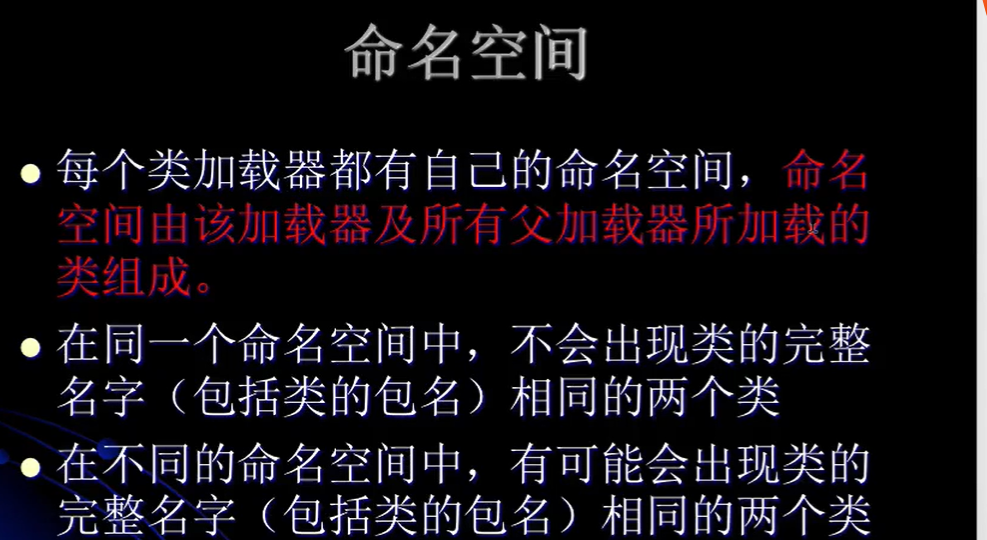 命名空间
每个类加载器都有自己的命名空间，命名
空间由该加载器及所有父加载器所加载的
类组成。
在同一个命名空间中，不会出现类的完整
名字（包括类的包名）相同的两个类
在不同的命名空间中，有可能会出现类的
完整名字（包括类的包名）相同的两个类